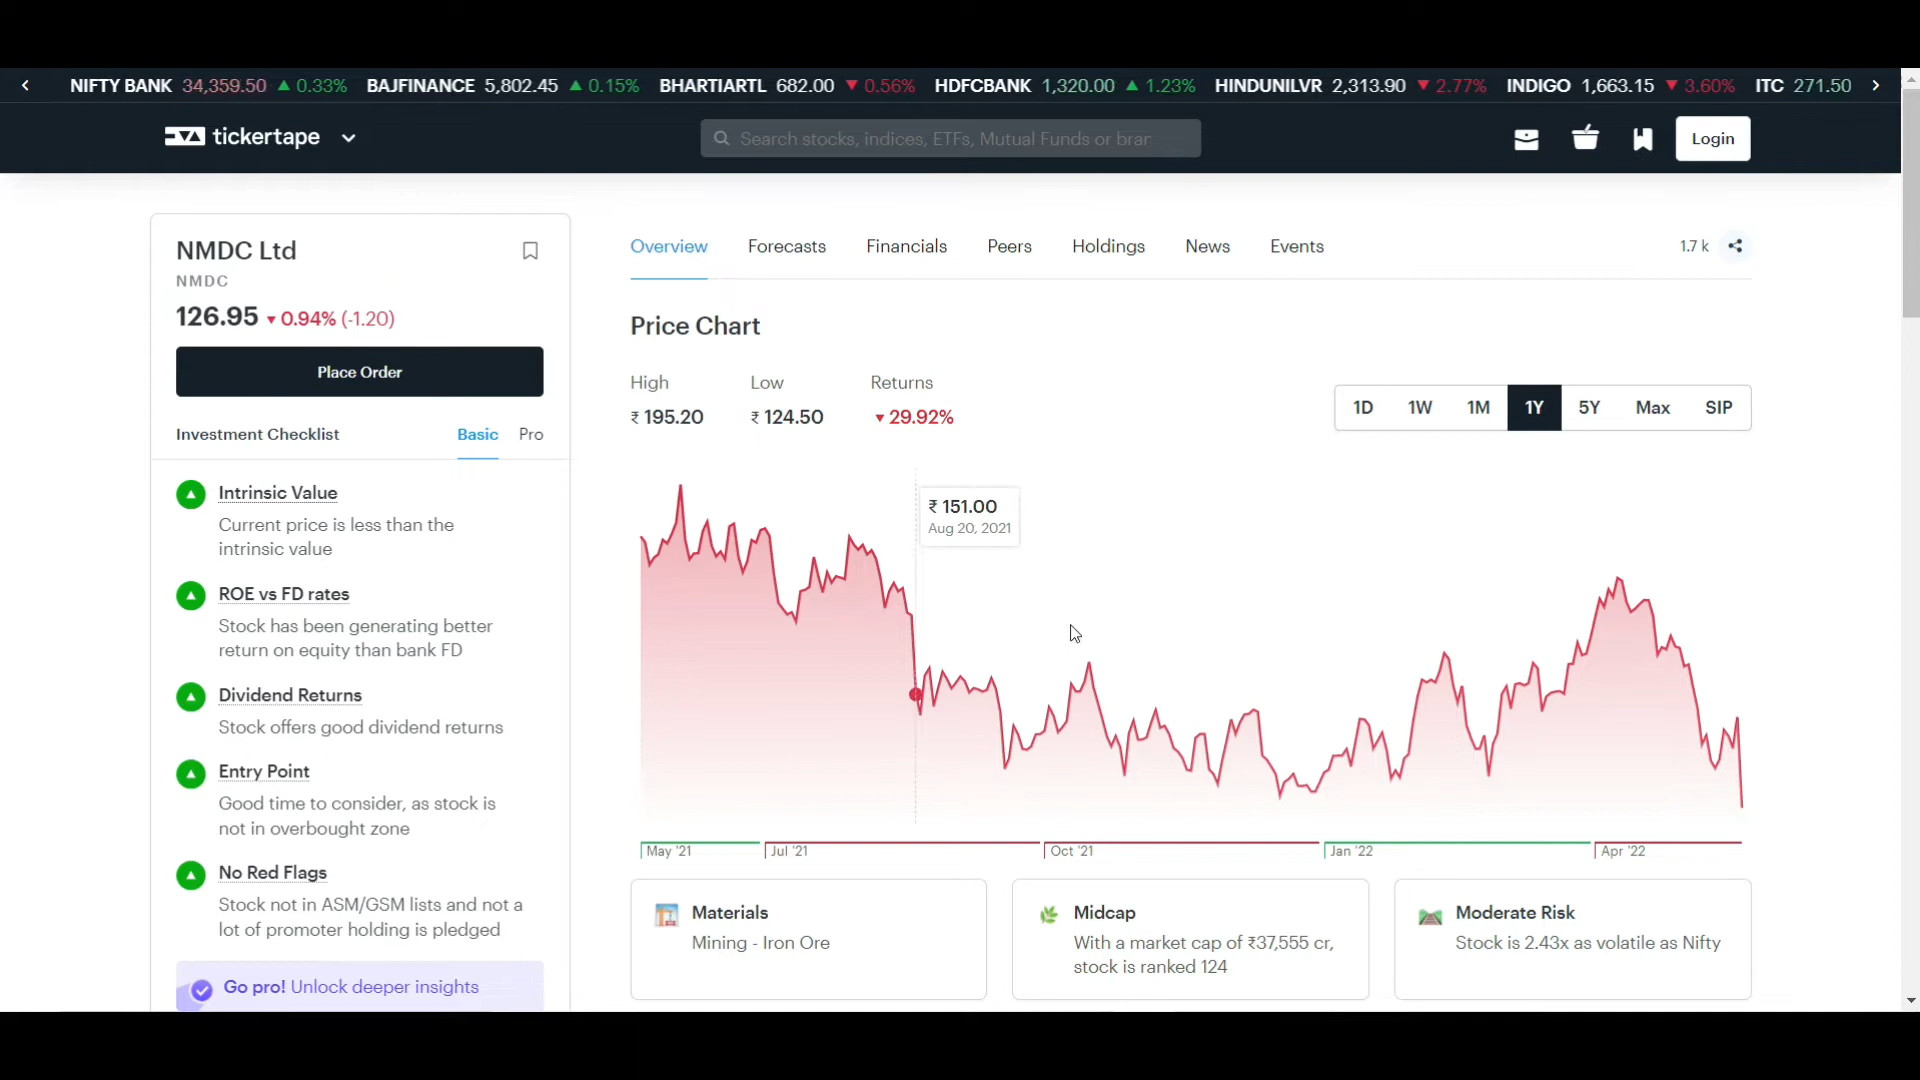 NIFTY BANK 34,359.50 ▲ 0.33% BAJFINANCE 5,802.45 ▲ 0.15% BHARTIARTL 682.00 ▼ 0.56% HDFCBANK 1,320.00 ▲ 1.23% HINDUNILVR 2,313.90 ▼ 2.77% INDIGO 1,663.15 ▼ 3.60% ITC 271.50
tickertape
Search stocks, indices, ETFs, Mutual Funds or bran
Login
NMDC Ltd
NMDC
126.95 ▼ 0.94% (-1.20)
Place Order
Investment Checklist Basic Pro
Intrinsic Value
Current price is less than the
intrinsic value
ROE vs FD rates
Stock has been generating better
return on equity than bank FD
Dividend Returns
Stock offers good dividend returns
Entry Point
Good time to consider, as stock is
not in overbought zone
No Red Flags
Stock not in ASM/GSM lists and not a
lot of promoter holding is pledged
Go pro! Unlock deeper insights
Overview Forecasts Financials Peers Holdings News Events 1.7 k
Price Chart
High Low Returns
₹ 195.20 ₹ 124.50 ▼ 29.92%
1D 1W 1M 1Y 5Y Max SIP
₹ 151.00
Aug 20, 2021
May '21 Jul '21 Oct '21 Jan '22 Apr '22
Materials
Mining - Iron Ore
Midcap
With a market cap of ₹37,555 cr,
stock is ranked 124
Moderate Risk
Stock is 2.43x as volatile as Nifty